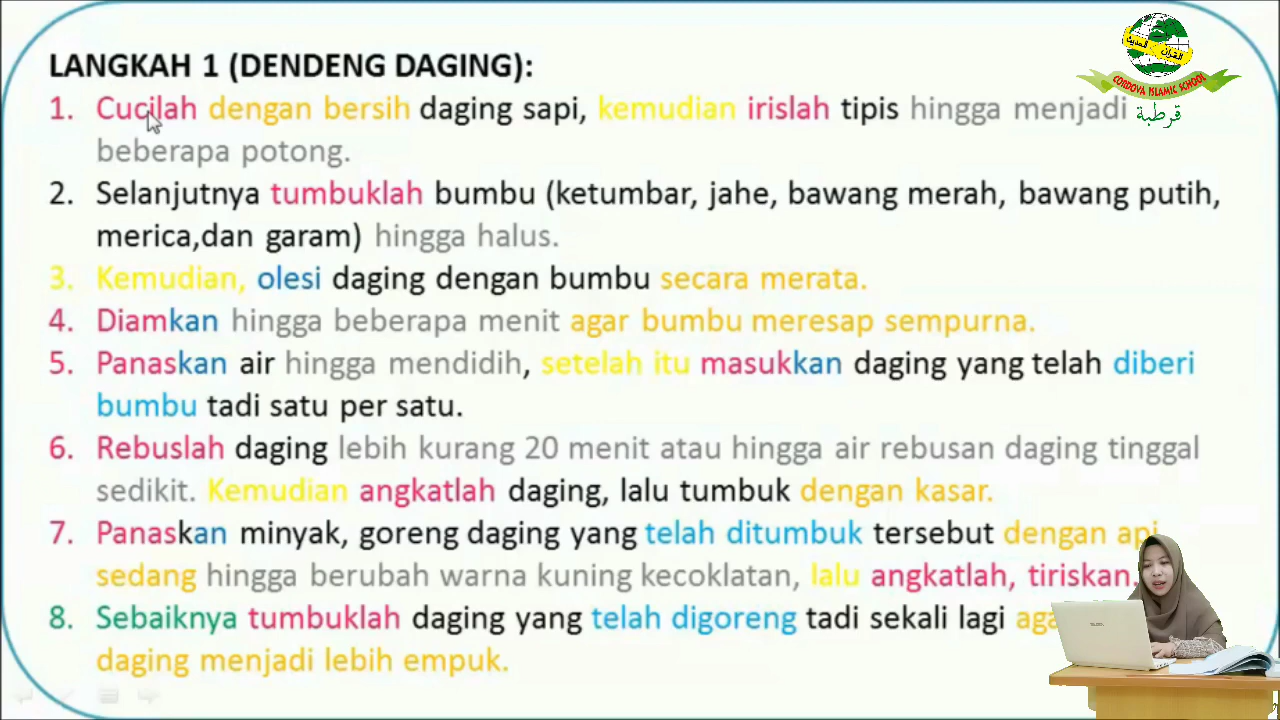 LANGKAH 1 (DENDENG DAGING):
1. Cucilah dengan bersih daging sapi, kemudian irislah tipis hingga menjadi
beberapa potong.
2. Selanjutnya tumbuklah bumbu (ketumbar, jahe, bawang merah, bawang putih,
merica,dan garam) hingga halus.
3. Kemudian, olesi daging dengan bumbu secara merata.
4. Diamkan hingga beberapa menit agar bumbu meresap sempurna.
5. Panaskan air hingga mendidih, setelah itu masukkan daging yang telah diberi
bumbu tadi satu per satu.
6. Rebuslah daging lebih kurang 20 menit atau hingga air rebusan daging tinggal
sedikit. Kemudian angkatlah daging, lalu tumbuk dengan kasar.
7. Panaskan minyak, goreng daging yang telah ditumbuk tersebut dengan api
sedang hingga berubah warna kuning kecoklatan, lalu angkatlah, tiriskan.
8. Sebaiknya tumbuklah daging yang telah digoreng tadi sekali lagi
daging menjadi lebih empuk.
القرآن الحديث
CORDOVA ISLAMIC SCHOOL
قرطبة